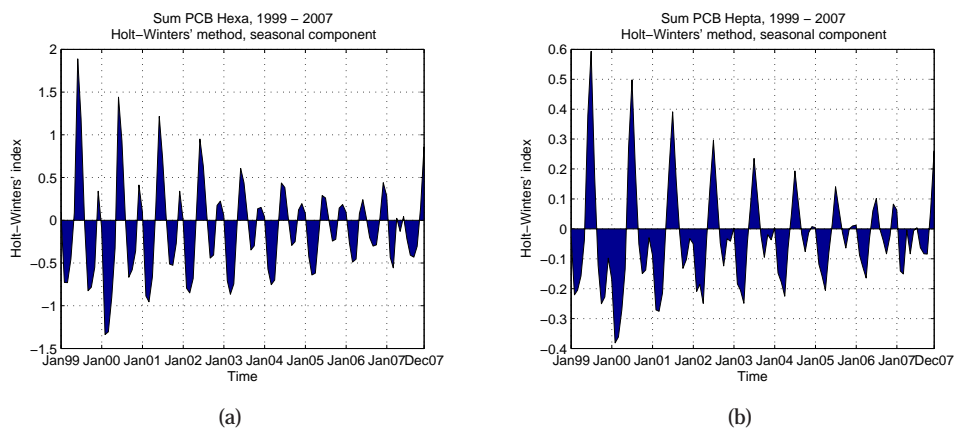 Sum PCB Hexa, 1999 − 2007
Holt−Winters' method, seasonal component
2
1.5
1
0.5
0
−0.5
−1
−1.5
Holt−Winters' index
Jan99 Jan00 Jan01 Jan02 Jan03 Jan04 Jan05 Jan06 Jan07Dec07
Time
(a)
Sum PCB Hepta, 1999 − 2007
Holt−Winters' method, seasonal component
0.6
0.5
0.4
0.3
0.2
0.1
0
−0.1
−0.2
−0.3
−0.4
Holt−Winters' index
Jan99 Jan00 Jan01 Jan02 Jan03 Jan04 Jan05 Jan06 Jan07Dec07
Time
(b)